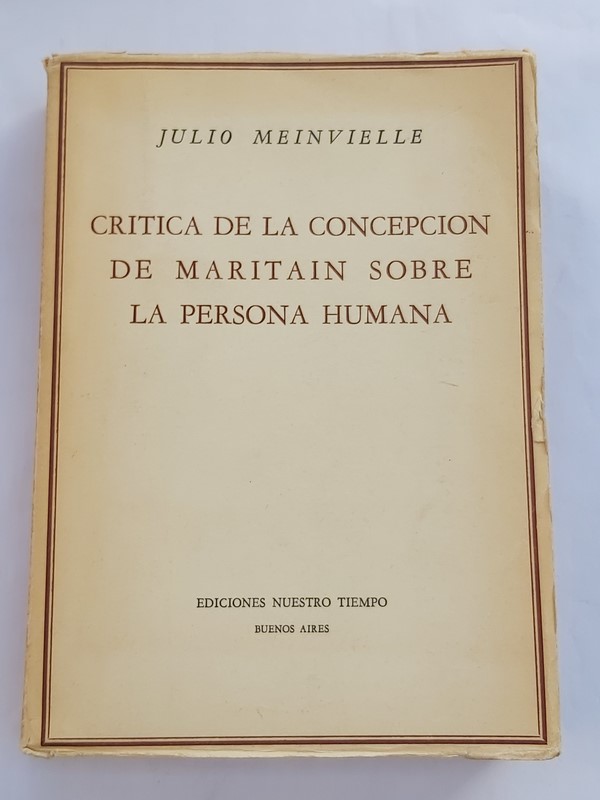 JULIO MEINVIELLE
CRITICA DE LA CONCEPCION
DE MARITAIN SOBRE
LA PERSONA HUMANA
EDICIONES NUESTRO TIEMPO
BUENOS AIRES